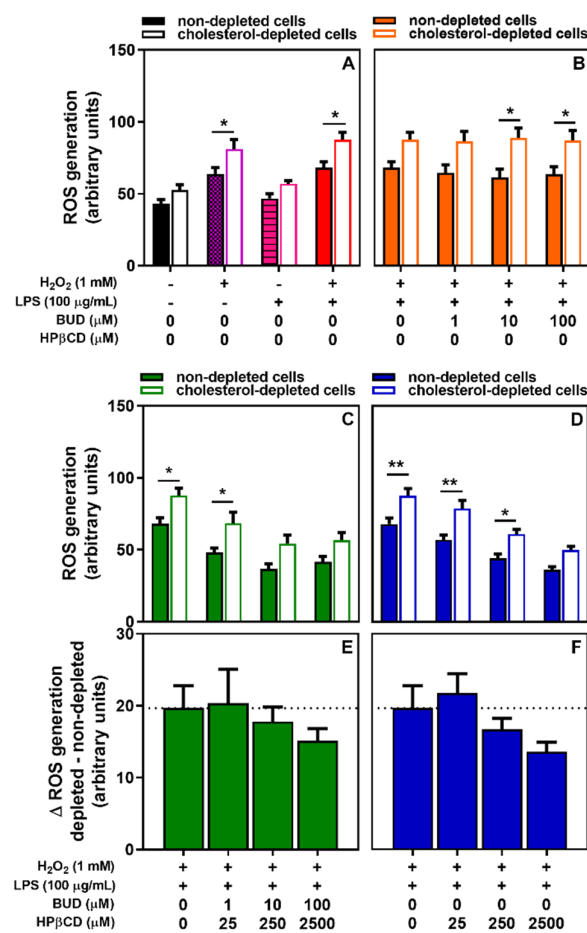 non-depleted cells
cholesterol-depleted cells
non-depleted cells
cholesterol-depleted cells
ROS generation
(arbitrary units)
150
100
50
0
A
*
*
B
*
*
H₂O₂ (1 mM) - + - + + + + +
LPS (100 µg/mL) - - + + + + + +
BUD (µM) 0 0 0 0 0 1 10 100
HPβCD (µM) 0 0 0 0 0 0 0 0
non-depleted cells
cholesterol-depleted cells
non-depleted cells
cholesterol-depleted cells
ROS generation
(arbitrary units)
150
100
50
0
C
*
*
D
**
**
*
Δ ROS generation
depleted - non-depleted
(arbitrary units)
30
20
10
0
E
F
H₂O₂ (1 mM) + + + + + + + +
LPS (100 µg/mL) + + + + + + + +
BUD (µM) 0 1 10 100 0 0 0 0
HPβCD (µM) 0 25 250 2500 0 25 250 2500